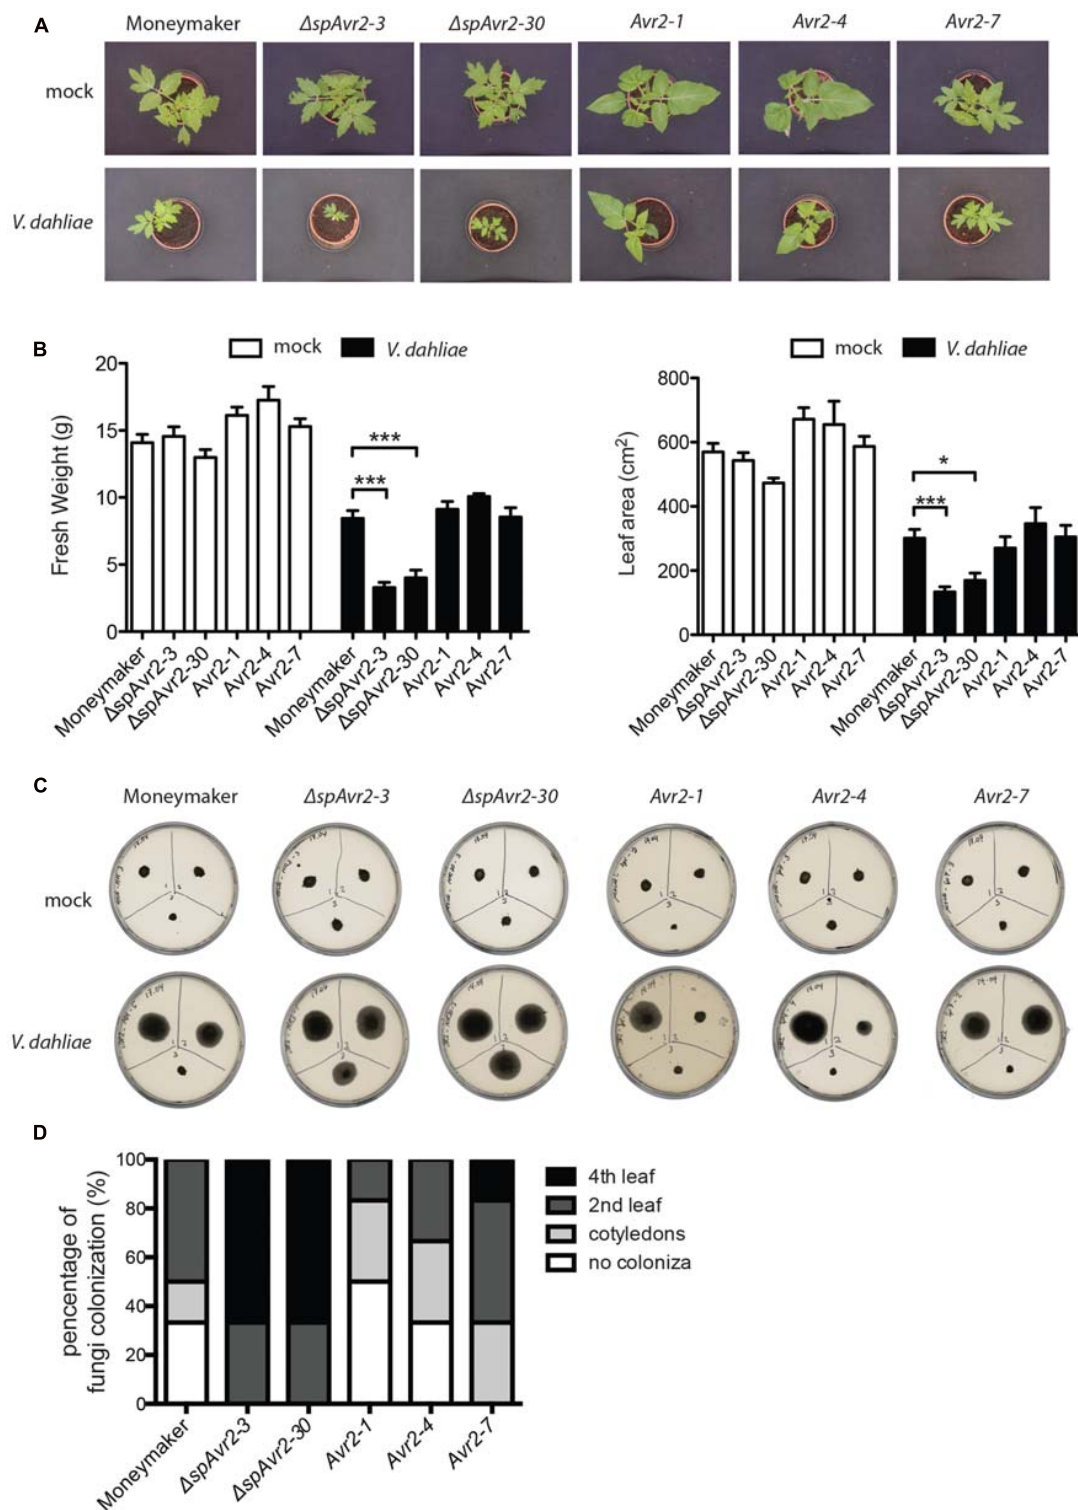 A
Moneymaker ΔspAvr2-3 ΔspAvr2-30 Avr2-1 Avr2-4 Avr2-7
mock
V. dahliae
B
mock V. dahliae
Fresh Weight (g)
20
15
10
5
0
*** 
***
Moneymaker ΔspAvr2-3 ΔspAvr2-30 Avr2-1 Avr2-4 Avr2-7 Moneymaker ΔspAvr2-3 ΔspAvr2-30 Avr2-1 Avr2-4 Avr2-7
mock V. dahliae
Leaf area (cm2)
800
600
400
200
0
*
***
Moneymaker ΔspAvr2-3 ΔspAvr2-30 Avr2-1 Avr2-4 Avr2-7 Moneymaker ΔspAvr2-3 ΔspAvr2-30 Avr2-1 Avr2-4 Avr2-7
C
Moneymaker ΔspAvr2-3 ΔspAvr2-30 Avr2-1 Avr2-4 Avr2-7
mock
V. dahliae
D
pencentage of
fungi colonization (%)
100
80
60
40
20
0
4th leaf
2nd leaf
cotyledons
no coloniza
Moneymaker ΔspAvr2-3 ΔspAvr2-30 Avr2-1 Avr2-4 Avr2-7